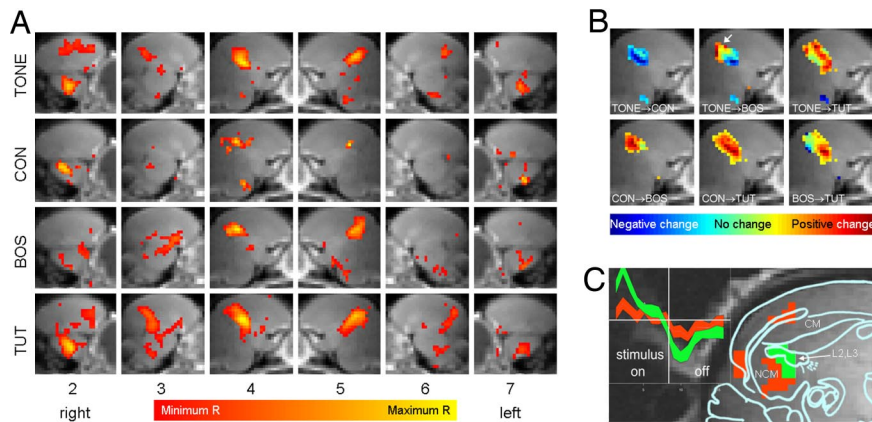 A
TONE
CON
BOS
TUT
2 3 4 5 6 7
right left
Minimum R Maximum R
B
TONE→CON TONE→BOS TONE→TUT
CON→BOS CON→TUT BOS→TUT
Negative change No change Positive change
C
CM
L2,L3
NCM
stimulus
on off